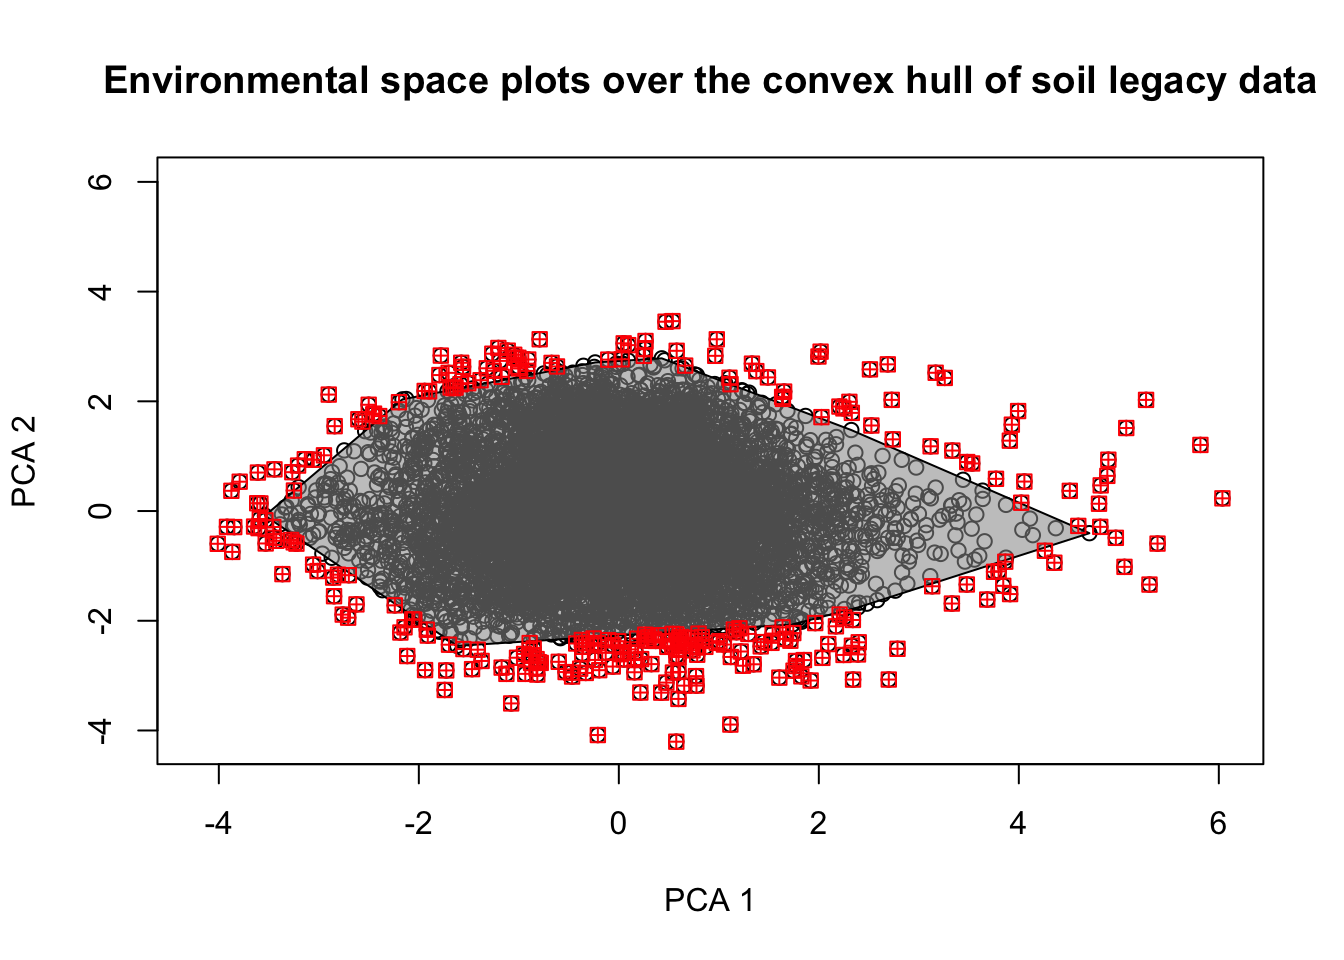 Environmental space plots over the convex hull of soil legacy data
6
4
2
0
-2
-4
PCA 2
-4 -2 0 2 4 6
PCA 1